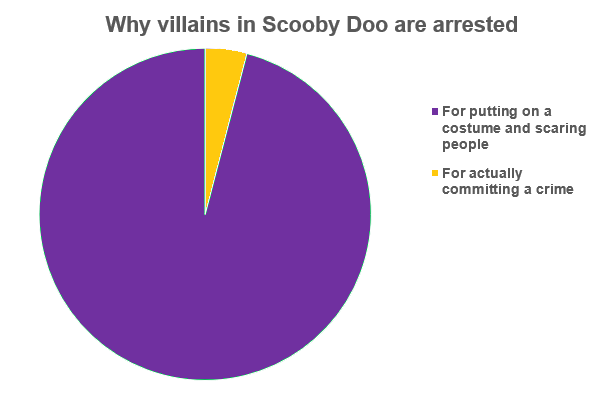 Why villains in Scooby Doo are arrested
For putting on a
costume and scaring
people
For actually
committing a crime